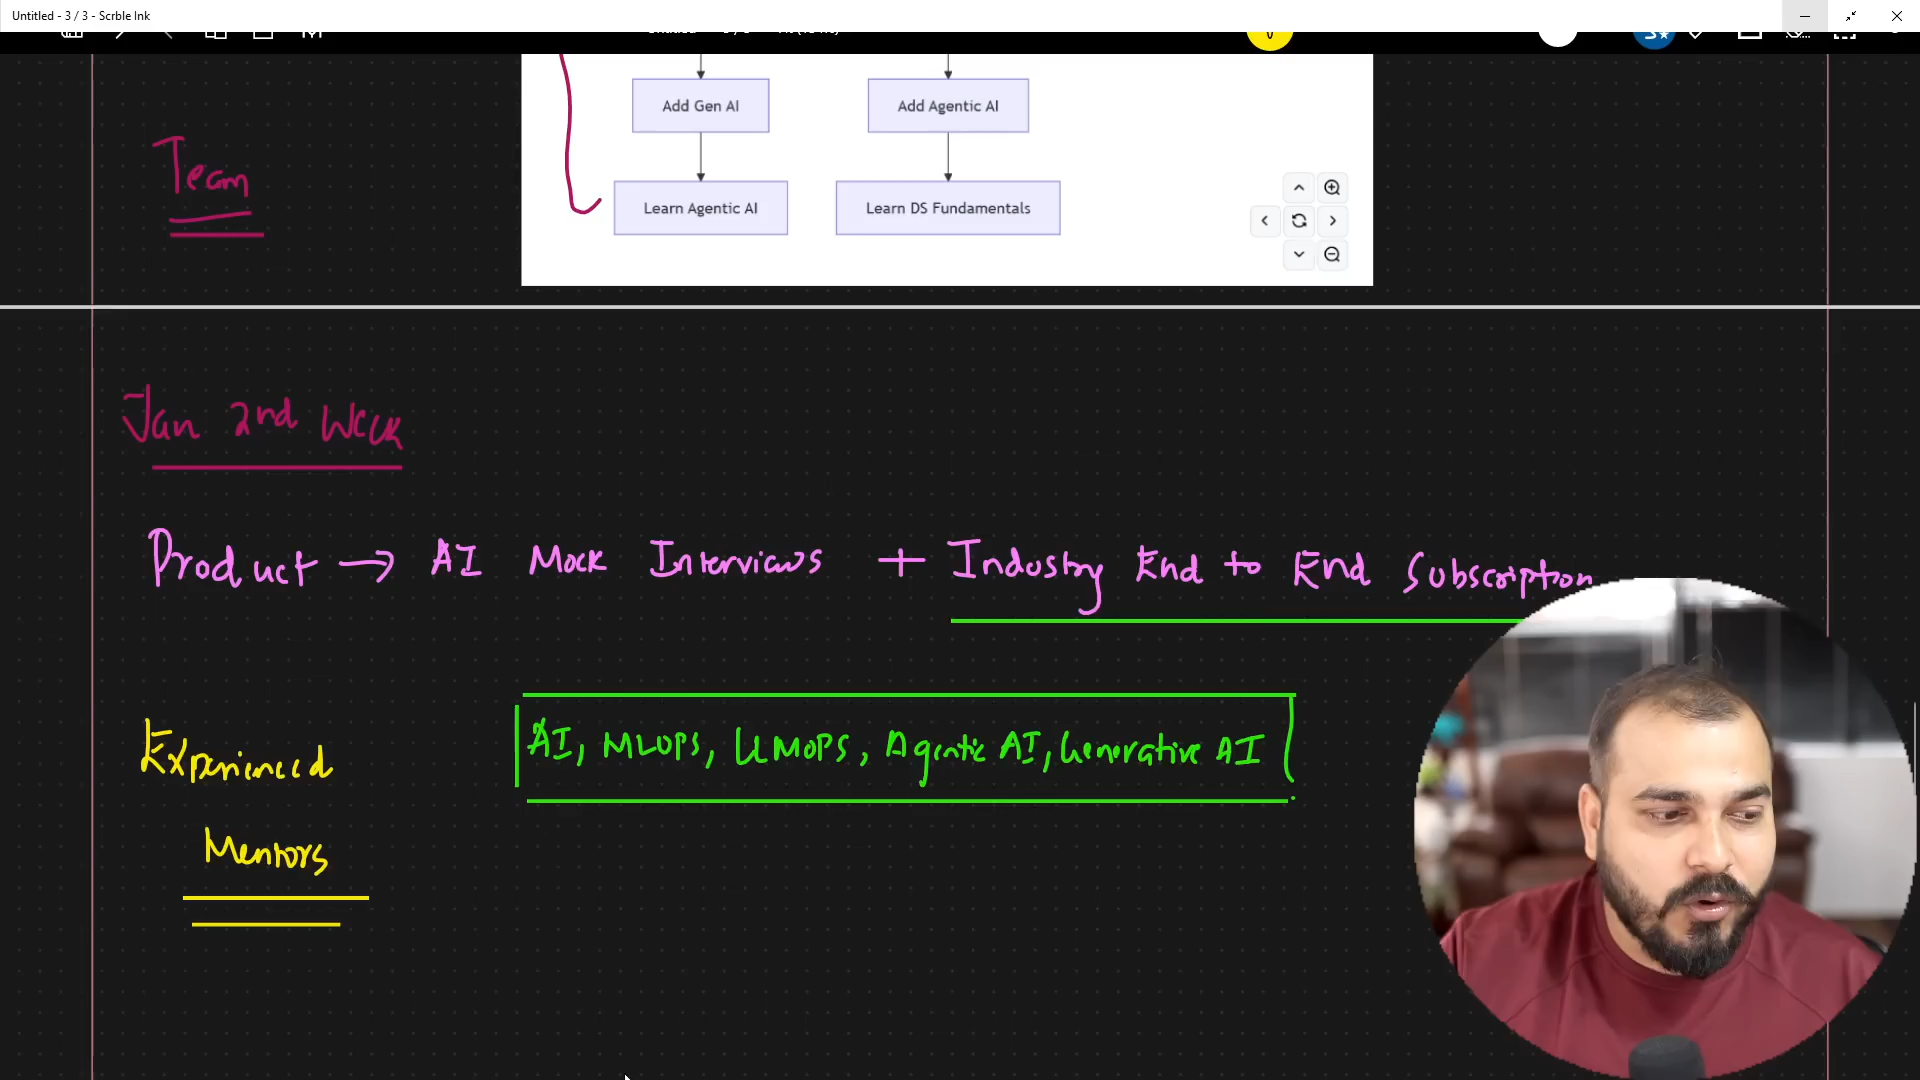 Untitled - 3 / 3 - Scrble Ink
Add Gen AI
Add Agentic AI
Team
Learn Agentic AI
Learn DS Fundamentals
Jan 2nd Week
Product → AI Mock Interviews + Industry End to End Subscription
Experienced
AI, MLOPS, LLMOPS, Agentic AI, Generative AI
Mentors